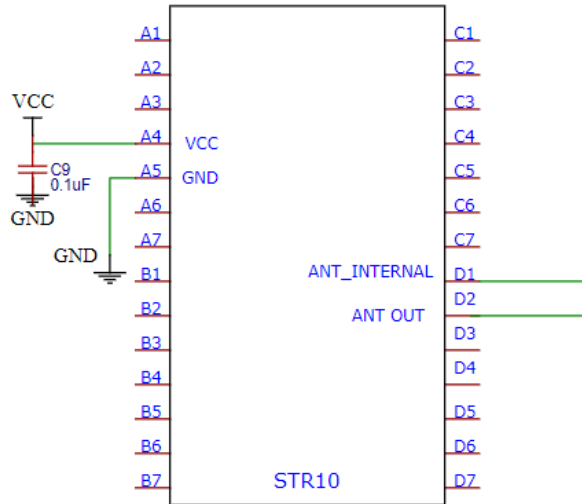 A1
C1
A2
C2
VCC
A3
C3
A4
VCC
C4
C9
0.1uF
A5
GND
C5
GND
A6
C6
A7
C7
GND
B1
ANT_INTERNAL
D1
B2
ANT OUT
D2
B3
D3
B4
D4
B5
D5
B6
D6
B7
STR10
D7